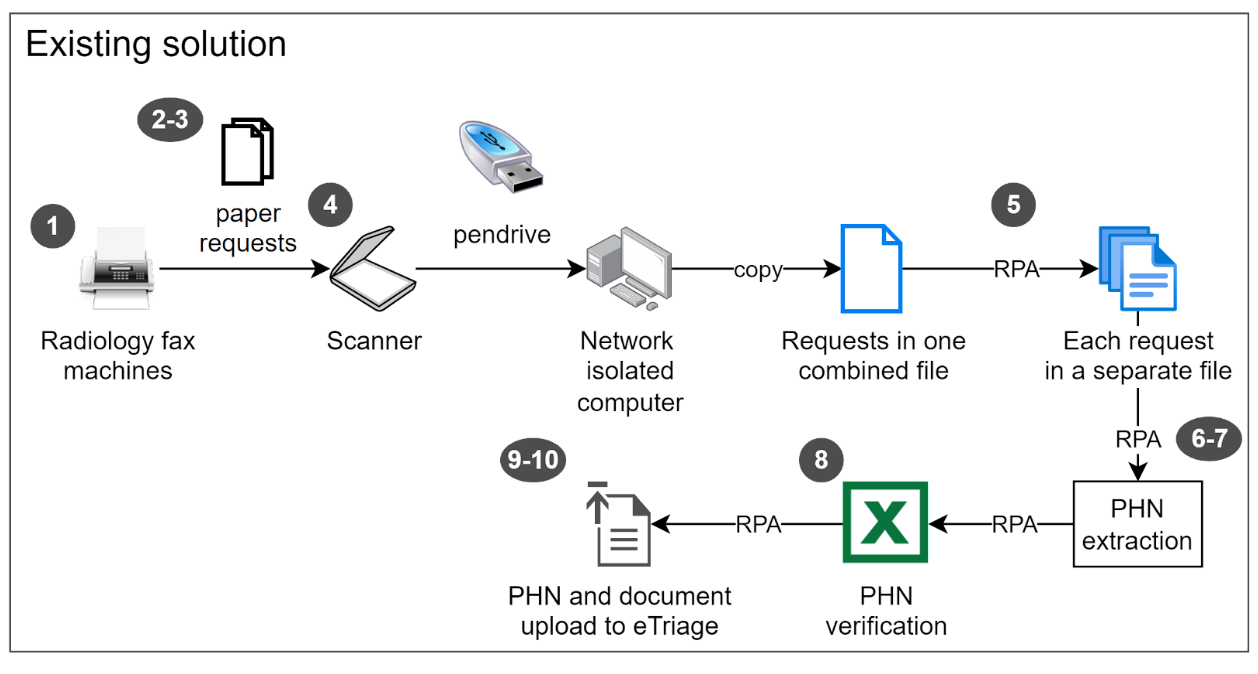 Existing solution
2-3
paper
requests
1
4
pendrive
5
copy
RPA
Radiology fax
machines
Scanner
Network
isolated
computer
Requests in one
combined file
Each request
in a separate file
RPA
6-7
9-10
8
X
RPA
RPA
PHN
extraction
PHN and document
upload to eTriage
PHN
verification